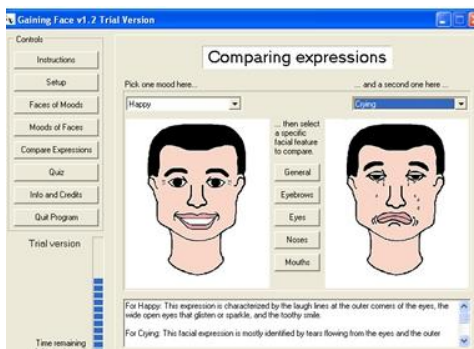 Gaining Face v1.2 Trial Version
Controls
Instructions
Setup
Faces of Moods
Moods of Faces
Compare Expressions
Quiz
Info and Credits
Quit Program
Trial version
Time remaining
Comparing expressions
Pick one mood here...
... and a second one here ...
Happy
Crying
... then select
a specific
facial feature
to compare.
General
Eyebrows
Eyes
Noses
Mouths
For Happy: This expression is characterized by the laugh lines at the outer corners of the eyes, the
wide open eyes that glisten or sparkle, and the toothy smile.
For Crying: This facial expression is mostly identified by tears flowing from the eyes and the outer